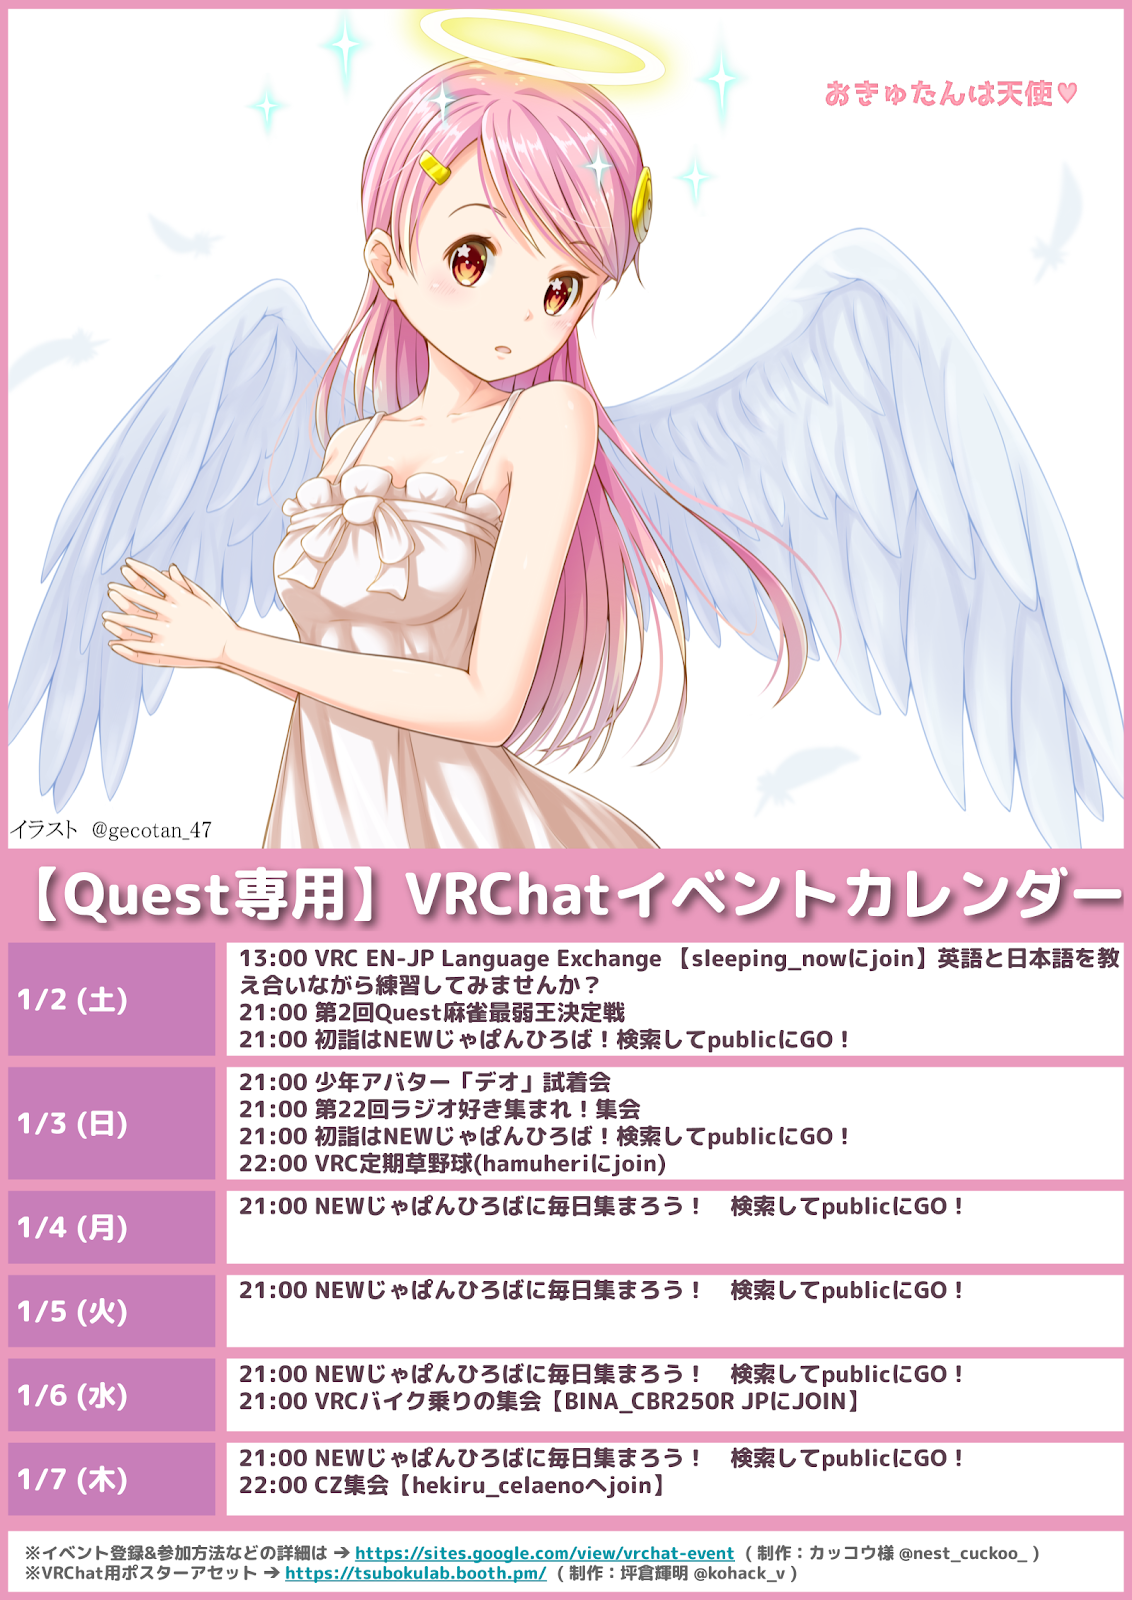 おきゅたんは天使♥
イラスト @gecotan_47
【Quest専用】VRChatイベントカレンダー
1/2 (土)
13:00 VRC EN-JP Language Exchange 【sleeping_nowにjoin】英語と日本語を教
え合いながら練習してみませんか？
21:00 第2回Quest麻雀最弱王決定戦
21:00 初詣はNEWじゃぱんひろば！検索してpublicにGO！
1/3 (日)
21:00 少年アバター「デオ」試着会
21:00 第22回ラジオ好き集まれ！集会
21:00 初詣はNEWじゃぱんひろば！検索してpublicにGO！
22:00 VRC定期草野球(hamuheriにjoin)
1/4 (月)
21:00 NEWじゃぱんひろばに毎日集まろう！　検索してpublicにGO！
1/5 (火)
21:00 NEWじゃぱんひろばに毎日集まろう！　検索してpublicにGO！
1/6 (水)
21:00 NEWじゃぱんひろばに毎日集まろう！　検索してpublicにGO！
21:00 VRCバイク乗りの集会【BINA_CBR250R JPにJOIN】
1/7 (木)
21:00 NEWじゃぱんひろばに毎日集まろう！　検索してpublicにGO！
22:00 CZ集会【hekiru_celaenoへjoin】
※イベント登録&参加方法などの詳細は → https://sites.google.com/view/vrchat-event ( 制作：カッコウ様 @nest_cuckoo_ )
※VRChat用ポスターアセット → https://tsubokulab.booth.pm/ ( 制作：坪倉輝明 @kohack_v )